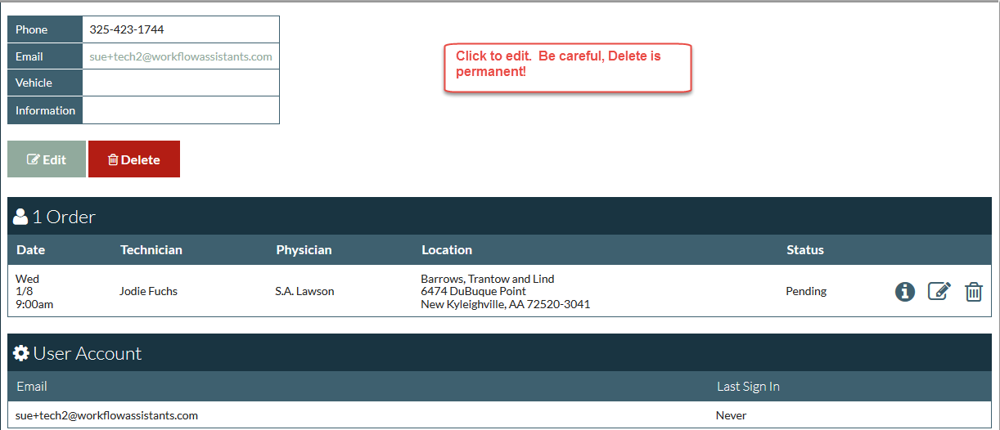 Phone 325-423-1744
Email sue+tech2@workflowassistants.com
Vehicle
Information
Click to edit. Be careful, Delete is
permanent!
Edit Delete
1 Order
Date Technician Physician Location Status
Wed
1/8
9:00am
Jodie Fuchs
S.A. Lawson
Barrows, Trantow and Lind
6474 DuBuque Point
New Kyleighville, AA 72520-3041
Pending
User Account
Email Last Sign In
sue+tech2@workflowassistants.com Never